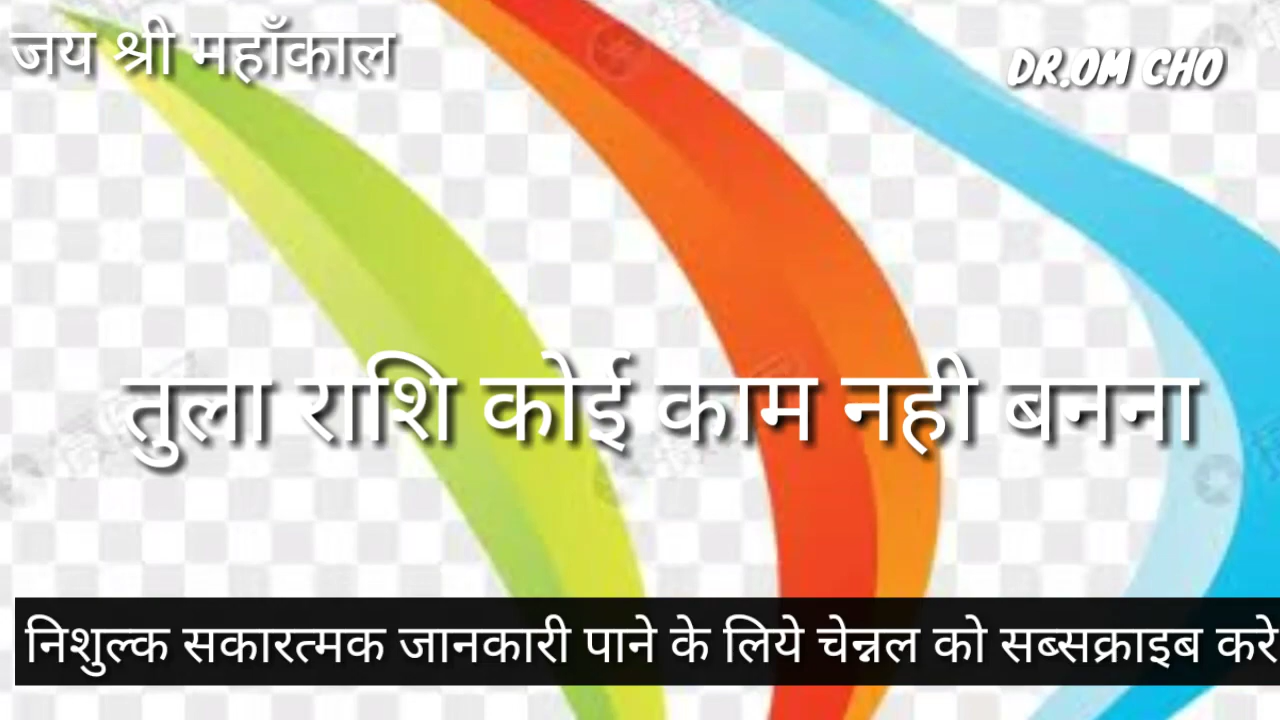 जय श्री महाँकाल
DR.OM CHO
तुला राशि कोई काम नही बनना
निशुल्क सकारत्मक जानकारी पाने के लिये चेन्नल को सब्सक्राइब करे